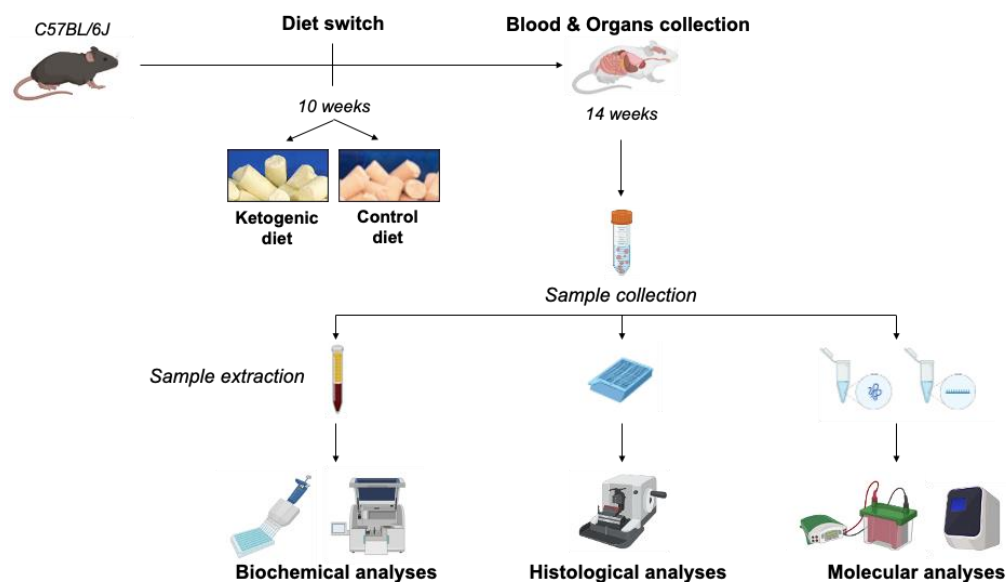 C57BL/6J
Diet switch
Blood & Organs collection
10 weeks
14 weeks
Ketogenic
diet
Control
diet
Sample collection
Sample extraction
Biochemical analyses
Histological analyses
Molecular analyses